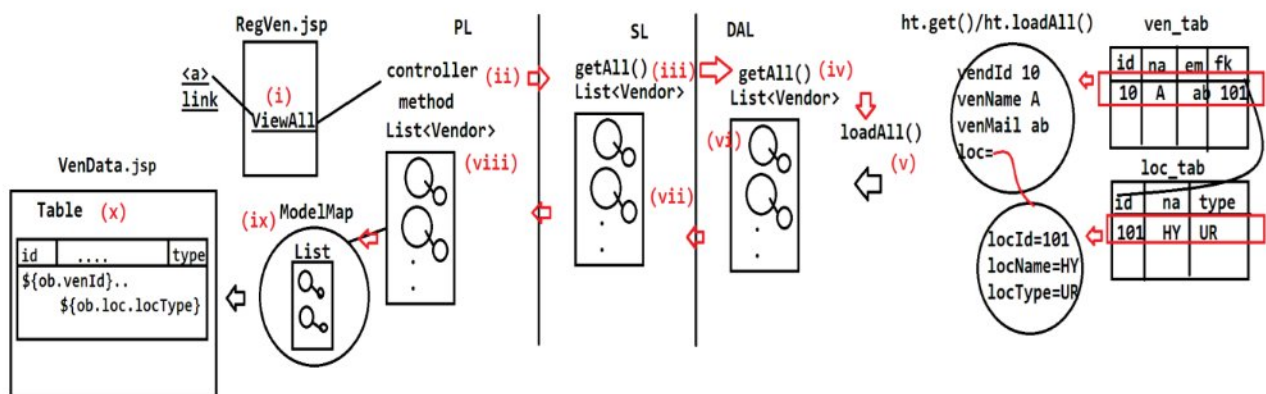 RegVen.jsp
<a>
link
(i)
ViewAll
PL
controller (ii)
method
List<Vendor>
(viii)
SL
getAll() (iii)
List<Vendor>
(vii)
DAL
getAll() (iv)
List<Vendor>
(vi)
loadAll()
(v)
ht.get()/ht.loadAll()
vendId 10
venName A
venMail ab
loc=
locId=101
locName=HY
locType=UR
ven_tab
id na em fk
10 A ab 101
loc_tab
id na type
101 HY UR
VenData.jsp
Table (x)
id .... type
${ob.venId}..
${ob.loc.locType}
(ix) ModelMap
List